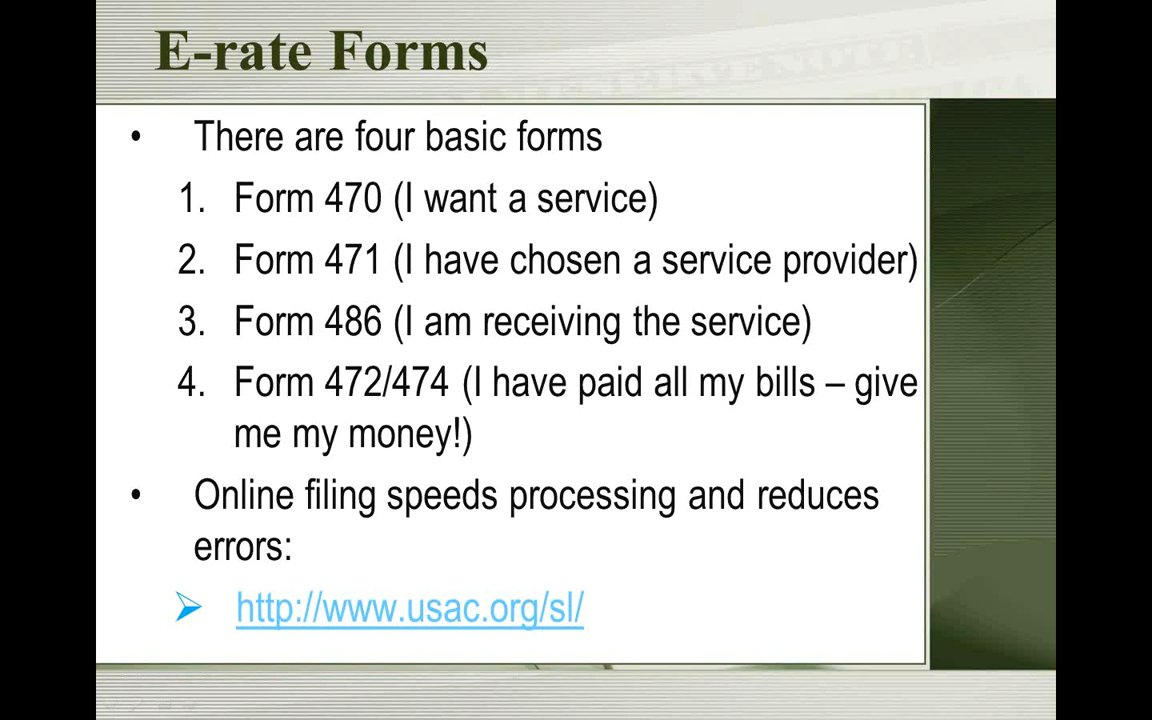 E-rate Forms
• There are four basic forms
1. Form 470 (I want a service)
2. Form 471 (I have chosen a service provider)
3. Form 486 (I am receiving the service)
4. Form 472/474 (I have paid all my bills – give
me my money!)
• Online filing speeds processing and reduces
errors:
➢ http://www.usac.org/sl/